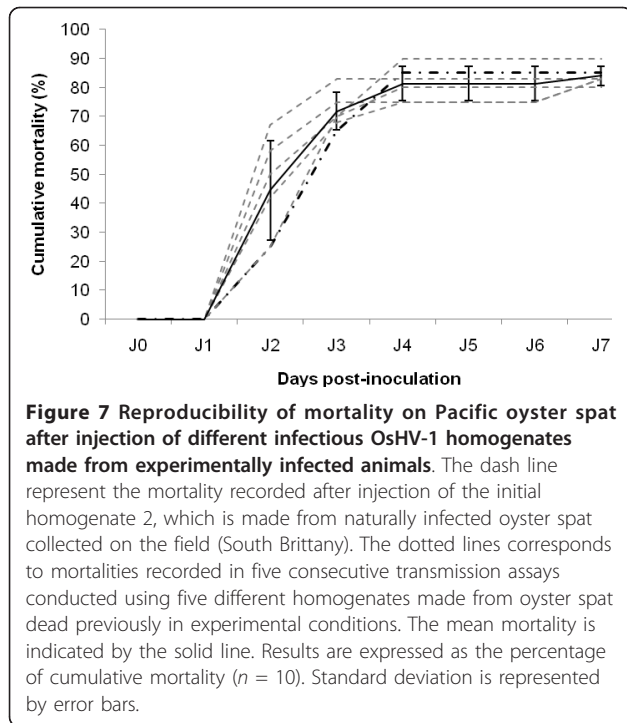 100
90
80
70
60
50
40
30
20
10
0
Cumulative mortality (%)
J0 J1 J2 J3 J4 J5 J6 J7
Days post-inoculation
Figure 7 Reproducibility of mortality on Pacific oyster spat
after injection of different infectious OsHV-1 homogenates
made from experimentally infected animals. The dash line
represent the mortality recorded after injection of the initial
homogenate 2, which is made from naturally infected oyster spat
collected on the field (South Brittany). The dotted lines corresponds
to mortalities recorded in five consecutive transmission assays
conducted using five different homogenates made from oyster spat
dead previously in experimental conditions. The mean mortality is
indicated by the solid line. Results are expressed as the percentage
of cumulative mortality (n = 10). Standard deviation is represented
by error bars.